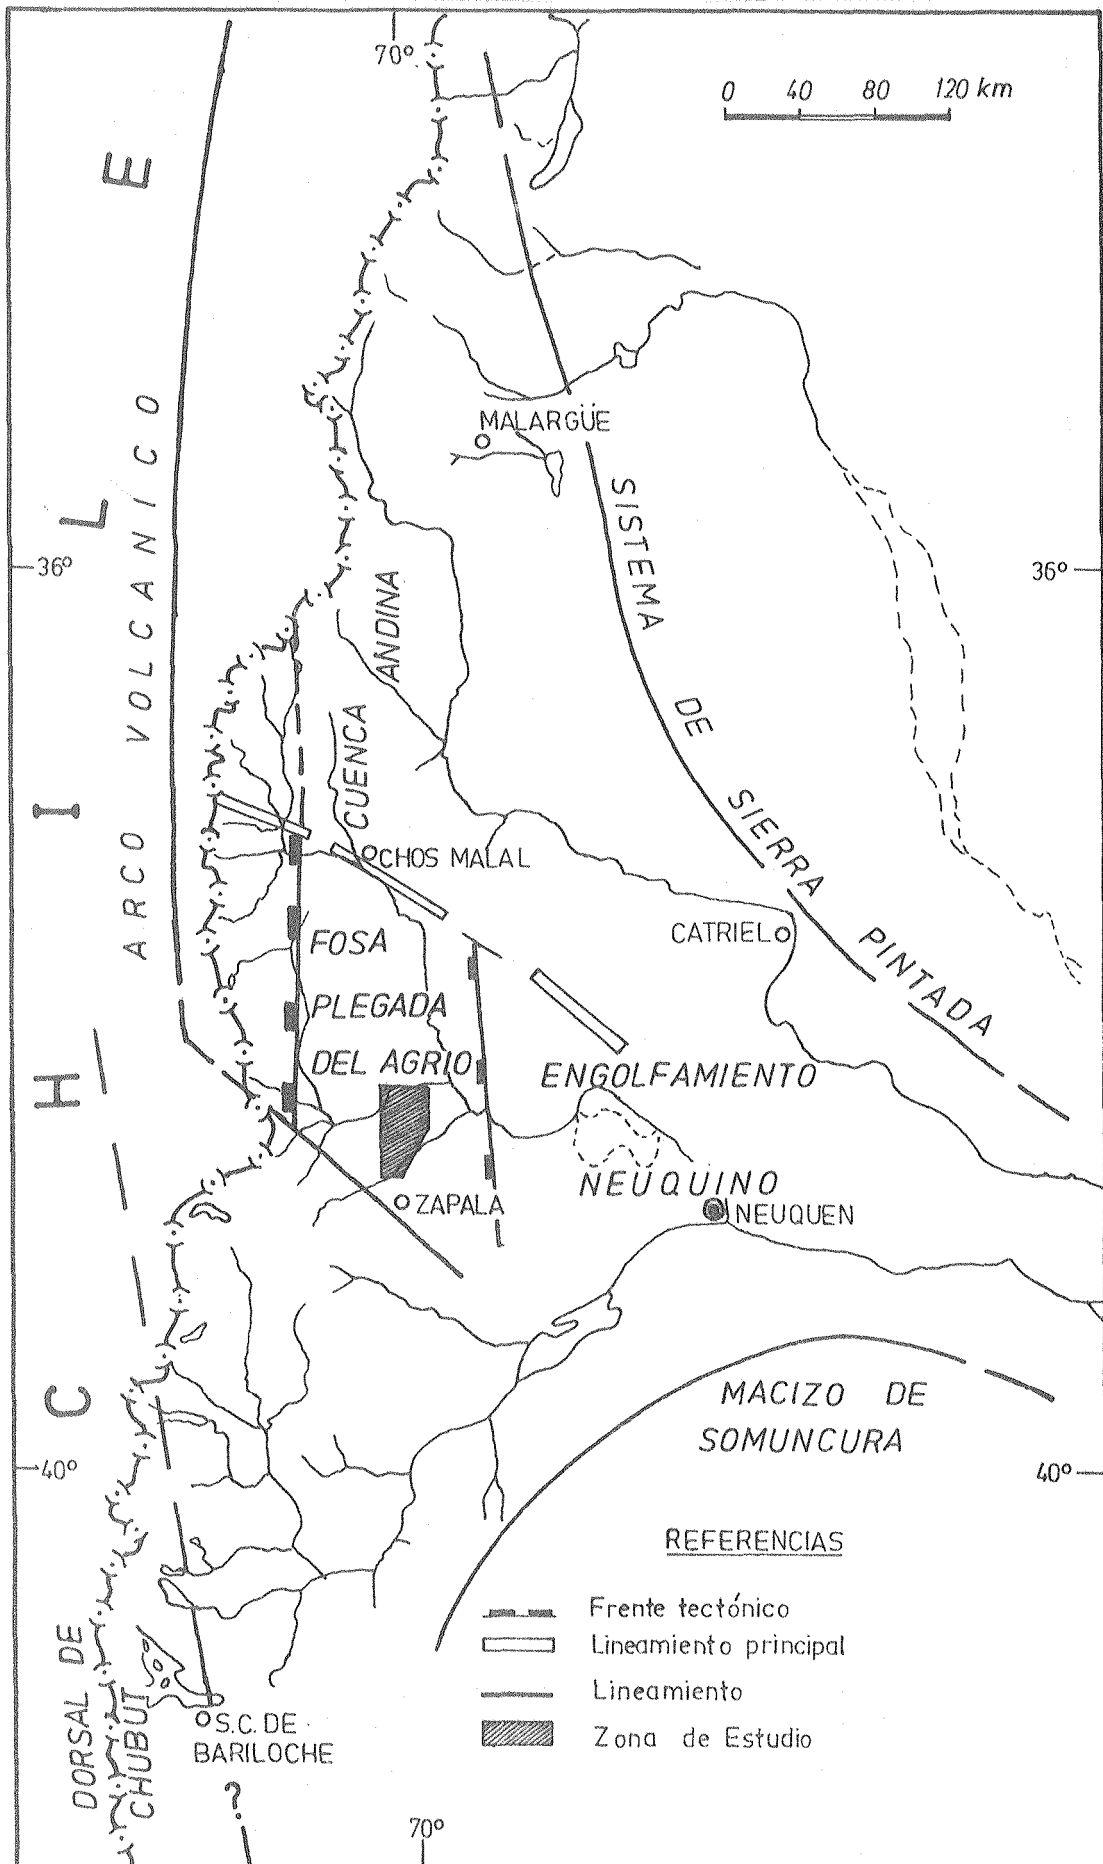 70°
0 40 80 120 km
MALARGÜE
36°
36°
CHILE
ARCO VOLCANICO
CUENCA ANDINA
SISTEMA DE SIERRA PINTADA
CHOS MALAL
CATRIEL
FOSA
PLEGADA
DEL AGRIO
ENGOLFAMIENTO
NEUQUINO
ZAPALA
NEUQUEN
MACIZO DE
SOMUNCURA
40°
40°
REFERENCIAS
Frente tectónico
Lineamiento principal
Lineamiento
Zona de Estudio
DORSAL DE
CHUBUT
S.C. DE
BARILOCHE
?
70°